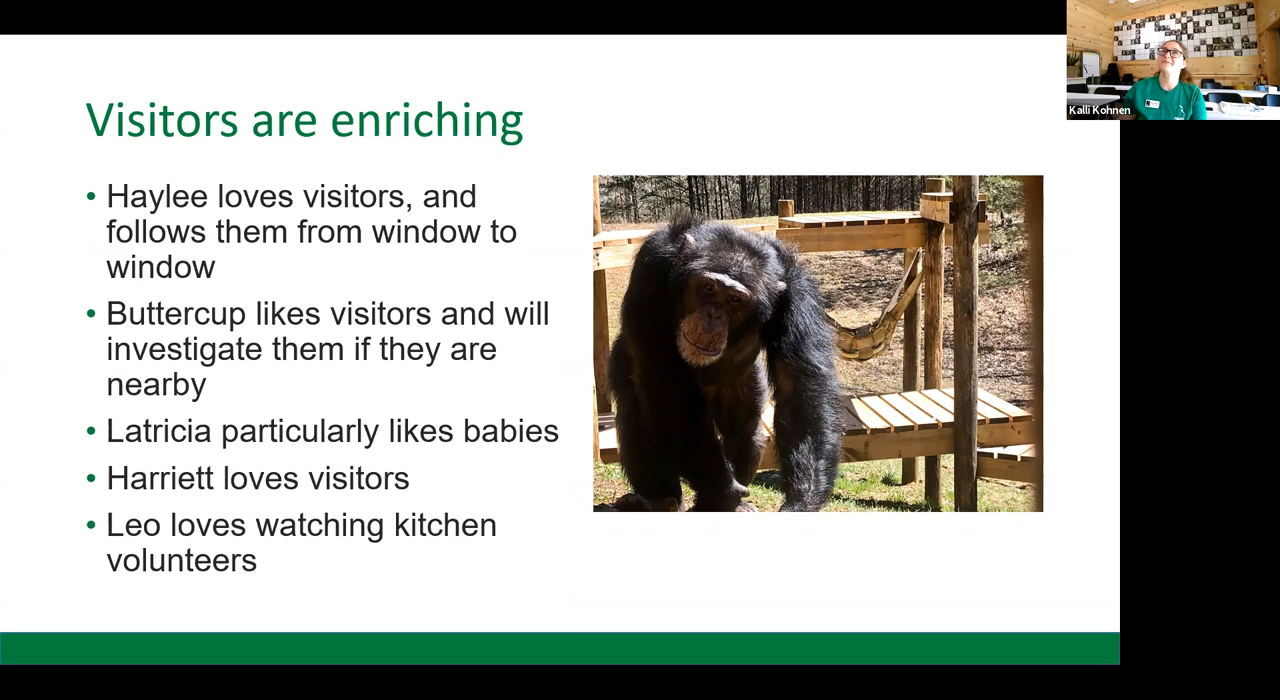 Visitors are enriching
• Haylee loves visitors, and
follows them from window to
window
• Buttercup likes visitors and will
investigate them if they are
nearby
• Latricia particularly likes babies
• Harriett loves visitors
• Leo loves watching kitchen
volunteers
Kalli Kohnen